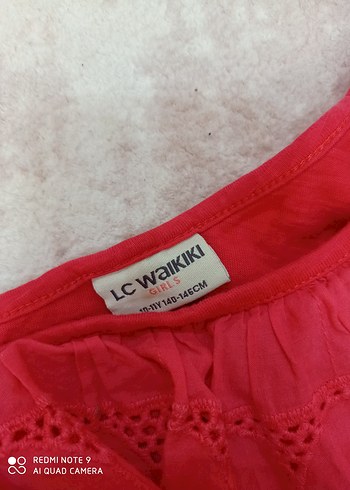 LC WAIKIKI
GIRLS
10-11Y 140-146CM
REDMI NOTE 9
AI QUAD CAMERA